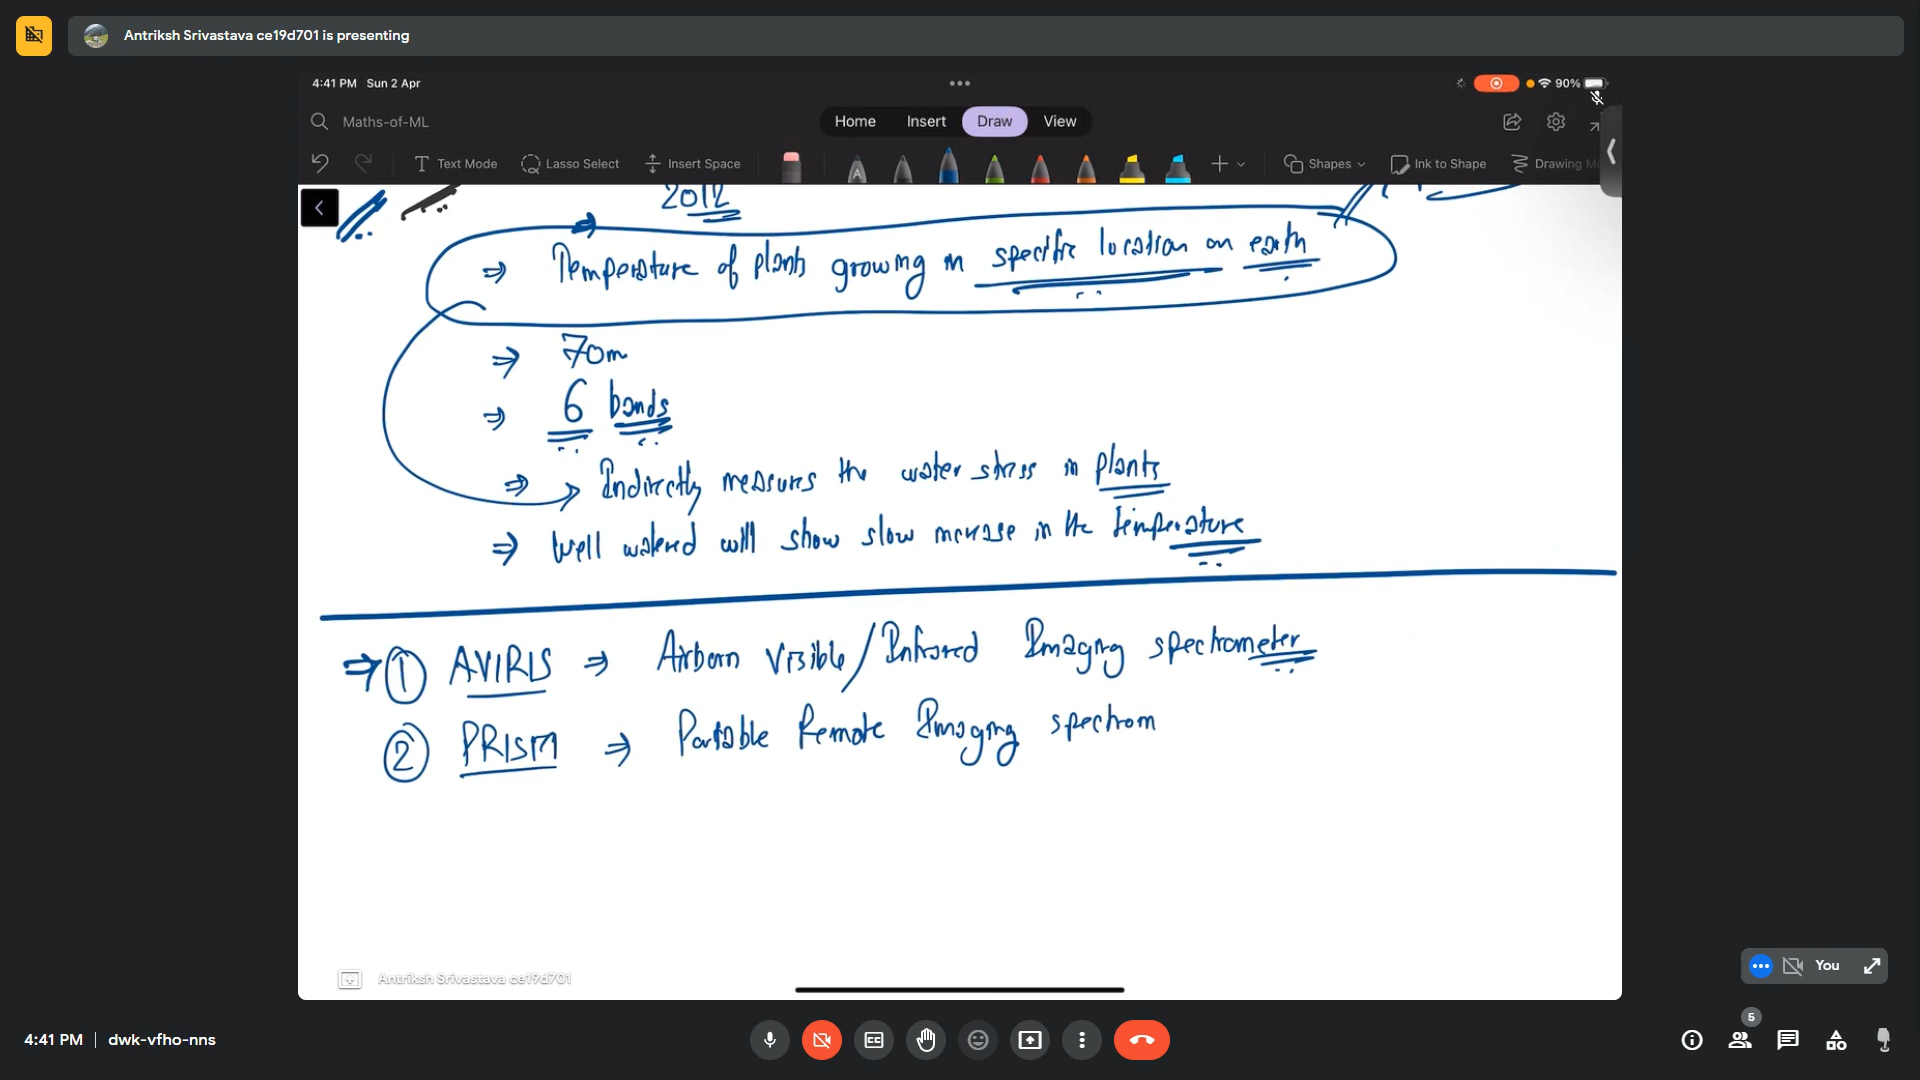 Antriksh Srivastava ce19d701 is presenting
4:41 PM Sun 2 Apr
90%
Maths-of-ML
Home Insert Draw View
Text Mode Lasso Select Insert Space Shapes Ink to Shape Drawing Mo
2012
⇒ Temperature of plants growing in specific location on earth
⇒ 70m
⇒ 6 bands
⇒ Indirectly measures the water stress in plants
⇒ Well watered will show slow increase in the temperature
⇒ ① AVIRIS ⇒ Airborn Visible/Infrared Imaging spectrometer
② PRISM ⇒ Portable Remote Imaging spectrom
Antriksh Srivastava ce19d701
You
4:41 PM | dwk-vfho-nns
5